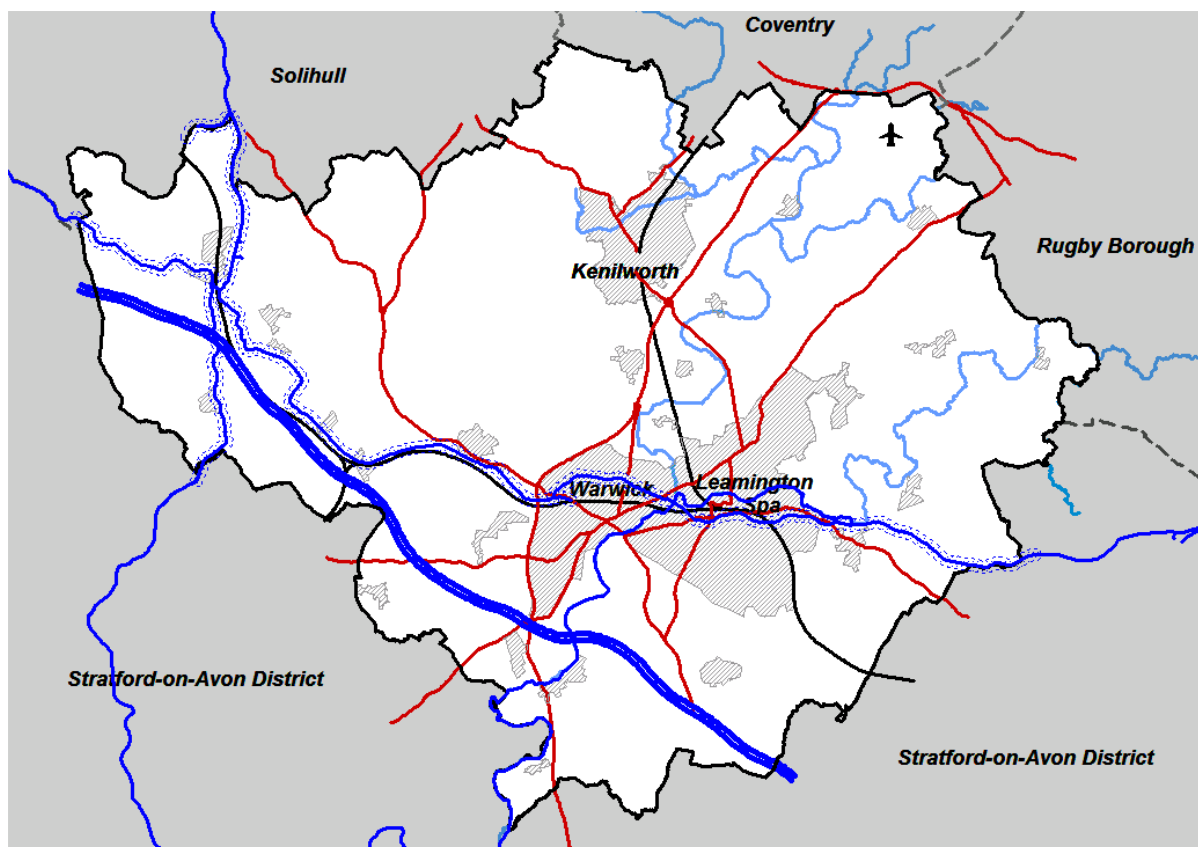 Coventry
Solihull
Rugby Borough
Kenilworth
Warwick
Leamington
Spa
Stratford-on-Avon District
Stratford-on-Avon District